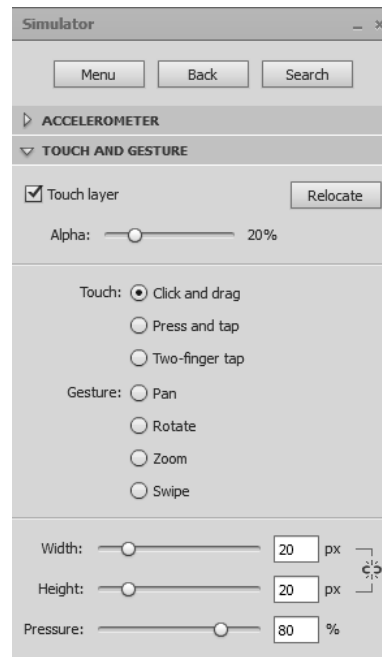 Simulator
Menu Back Search
ACCELEROMETER
TOUCH AND GESTURE
Touch layer Relocate
Alpha: 20%
Touch: Click and drag
Press and tap
Two-finger tap
Gesture: Pan
Rotate
Zoom
Swipe
Width: 20 px
Height: 20 px
Pressure: 80 %